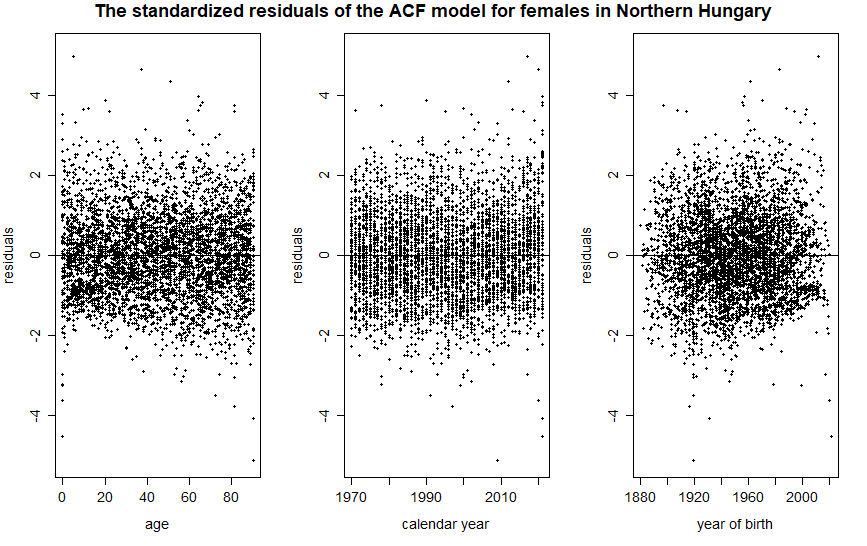 The standardized residuals of the ACF model for females in Northern Hungary
residuals
4
2
0
-2
-4
0 20 40 60 80
age
residuals
4
2
0
-2
-4
1970 1990 2010
calendar year
residuals
4
2
0
-2
-4
1880 1920 1960 2000
year of birth